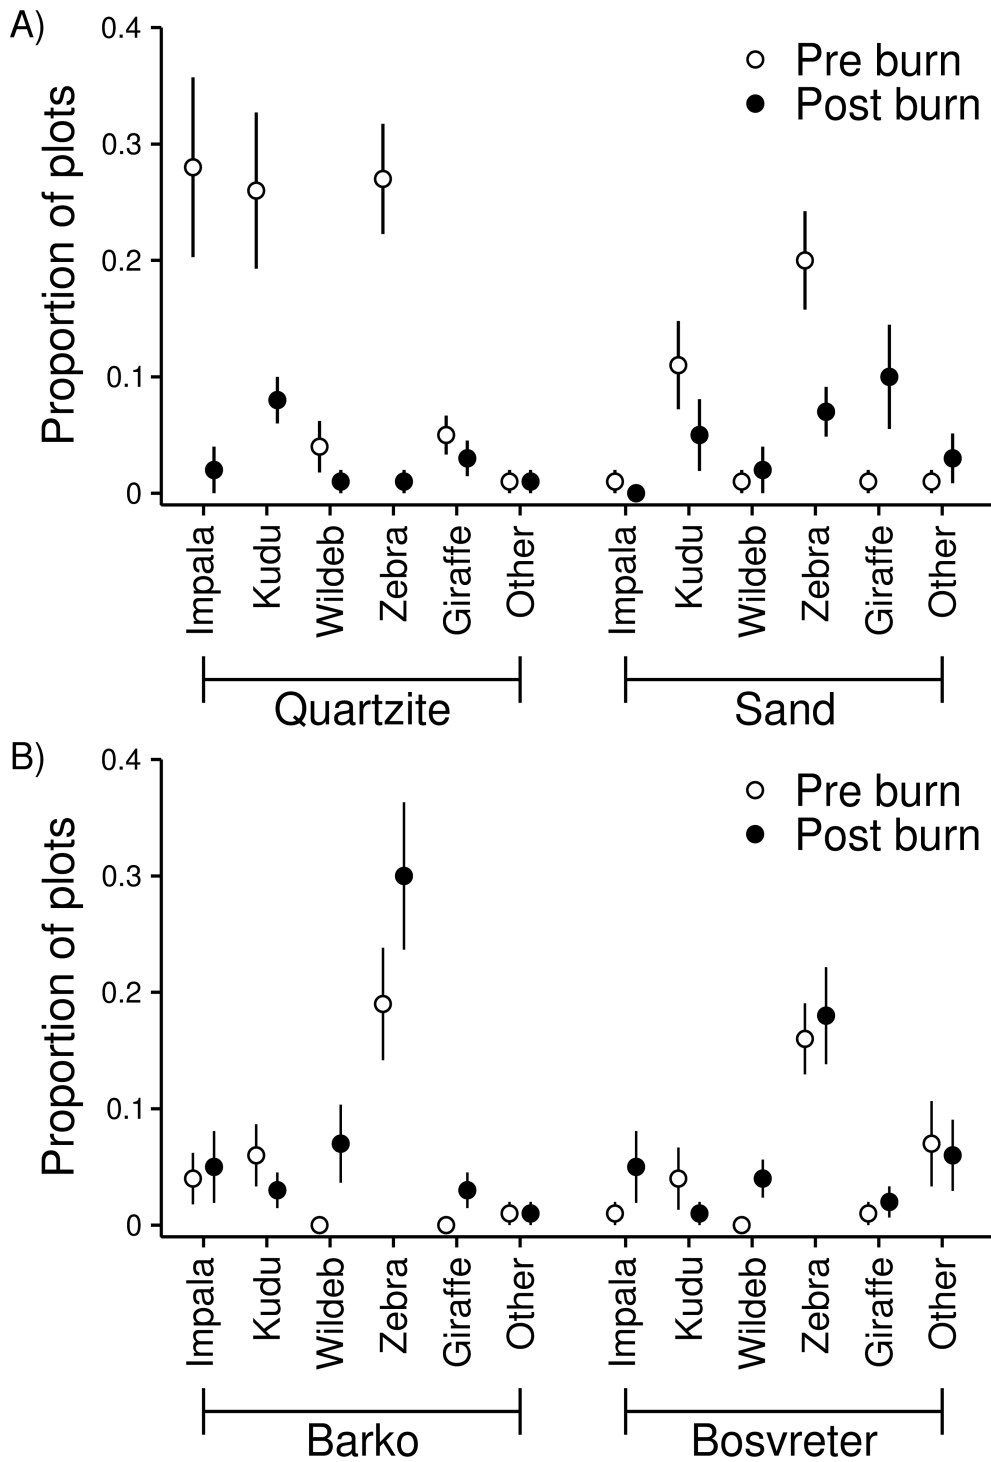 A)
Proportion of plots
0.4
0.3
0.2
0.1
0
Pre burn
Post burn
Impala
Kudu
Wildeb
Zebra
Giraffe
Other
Impala
Kudu
Wildeb
Zebra
Giraffe
Other
Quartzite
Sand
B)
Proportion of plots
0.4
0.3
0.2
0.1
0
Pre burn
Post burn
Impala
Kudu
Wildeb
Zebra
Giraffe
Other
Impala
Kudu
Wildeb
Zebra
Giraffe
Other
Barko
Bosvreter